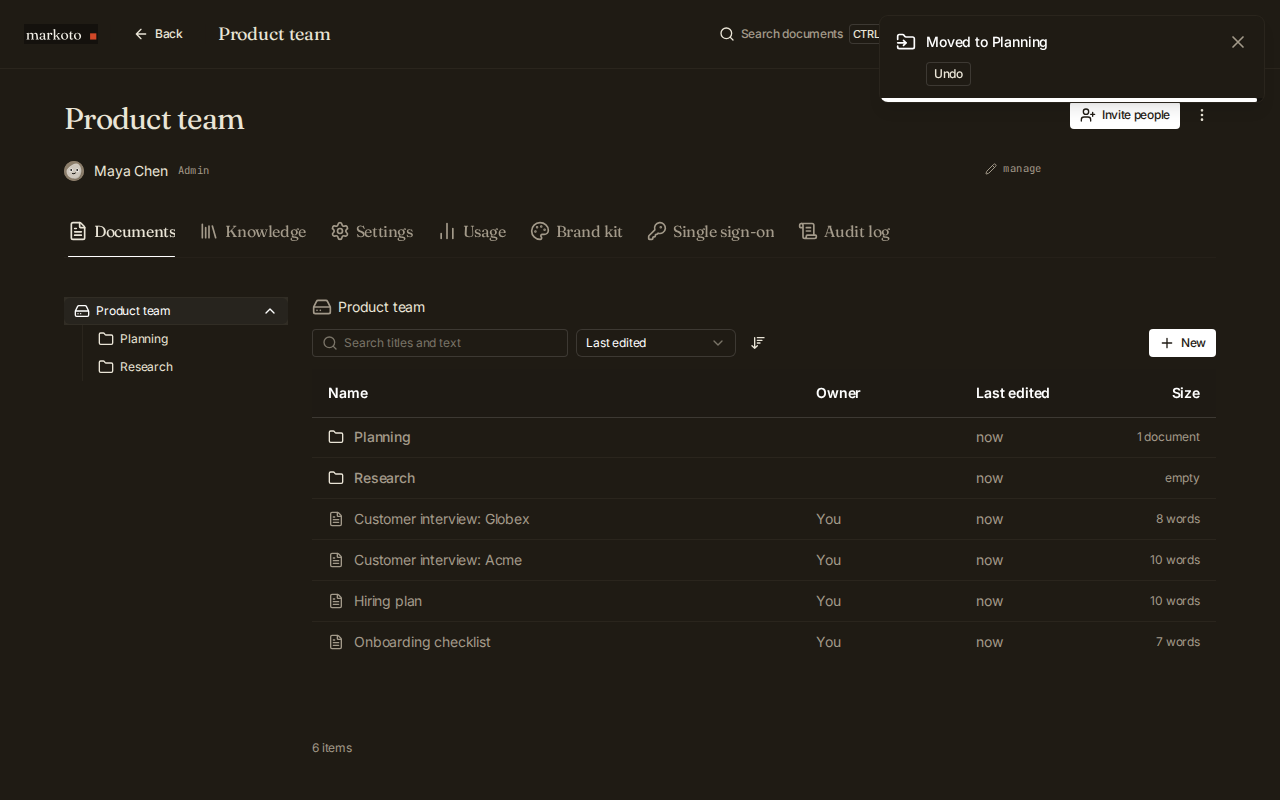 markoto
Back
Product team
Search documents CTRL
Moved to Planning
Undo
Product team
Invite people
Maya Chen Admin
manage
Documents Knowledge Settings Usage Brand kit Single sign-on Audit log
Product team
Planning
Research
Product team
Search titles and text
Last edited
New
Name Owner Last edited Size
Planning now 1 document
Research now empty
Customer interview: Globex You now 8 words
Customer interview: Acme You now 10 words
Hiring plan You now 10 words
Onboarding checklist You now 7 words
6 items